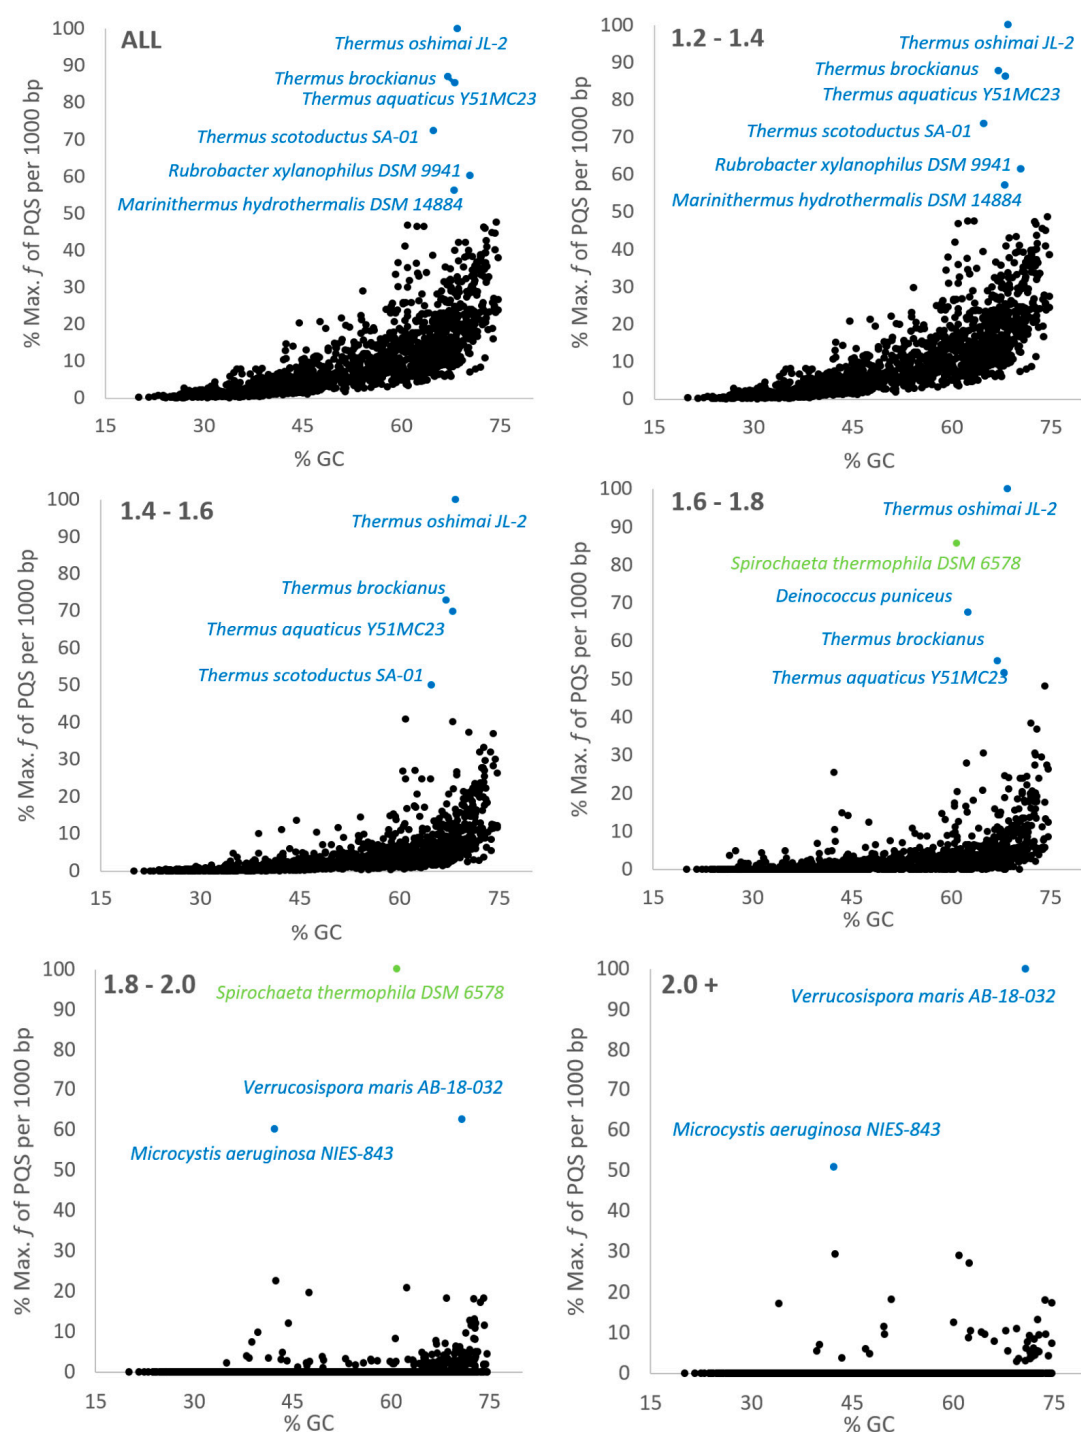 ALL
% Max. f of PQS per 1000 bp
100
90
80
70
60
50
40
30
20
10
0
Thermus oshimai JL-2
Thermus brockianus
Thermus aquaticus Y51MC23
Thermus scotoductus SA-01
Rubrobacter xylanophilus DSM 9941
Marinithermus hydrothermalis DSM 14884
15 30 45 60 75
% GC
1.2 - 1.4
% Max. f of PQS per 1000 bp
100
90
80
70
60
50
40
30
20
10
0
Thermus oshimai JL-2
Thermus brockianus
Thermus aquaticus Y51MC23
Thermus scotoductus SA-01
Rubrobacter xylanophilus DSM 9941
Marinithermus hydrothermalis DSM 14884
15 30 45 60 75
% GC
1.4 - 1.6
% Max. f of PQS per 1000 bp
100
90
80
70
60
50
40
30
20
10
0
Thermus oshimai JL-2
Thermus brockianus
Thermus aquaticus Y51MC23
Thermus scotoductus SA-01
15 30 45 60 75
% GC
1.6 - 1.8
% Max. f of PQS per 1000 bp
100
90
80
70
60
50
40
30
20
10
0
Thermus oshimai JL-2
Spirochaeta thermophila DSM 6578
Deinococcus puniceus
Thermus brockianus
Thermus aquaticus Y51MC23
15 30 45 60 75
% GC
1.8 - 2.0
% Max. f of PQS per 1000 bp
100
90
80
70
60
50
40
30
20
10
0
Spirochaeta thermophila DSM 6578
Verrucosispora maris AB-18-032
Microcystis aeruginosa NIES-843
15 30 45 60 75
% GC
2.0 +
% Max. f of PQS per 1000 bp
100
90
80
70
60
50
40
30
20
10
0
Verrucosispora maris AB-18-032
Microcystis aeruginosa NIES-843
15 30 45 60 75
% GC